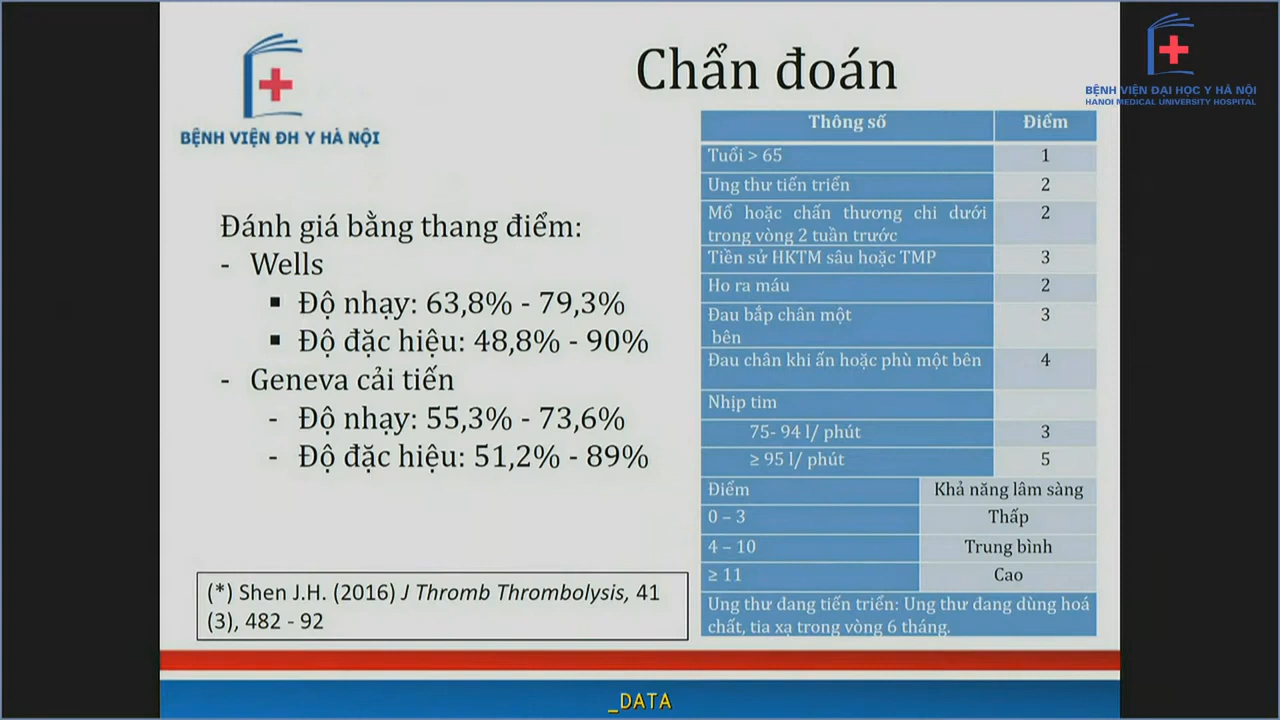 BỆNH VIỆN ĐH Y HÀ NỘI
Chẩn đoán
BỆNH VIỆN ĐẠI HỌC Y HÀ NỘI
HANOI MEDICAL UNIVERSITY HOSPITAL
Đánh giá bằng thang điểm:
- Wells
▪ Độ nhạy: 63,8% - 79,3%
▪ Độ đặc hiệu: 48,8% - 90%
- Geneva cải tiến
- Độ nhạy: 55,3% - 73,6%
- Độ đặc hiệu: 51,2% - 89%
(*) Shen J.H. (2016) J Thromb Thrombolysis, 41
(3), 482 - 92
Thông số Điểm
Tuổi > 65 1
Ung thư tiến triển 2
Mổ hoặc chấn thương chi dưới 2
trong vòng 2 tuần trước
Tiền sử HKTM sâu hoặc TMP 3
Ho ra máu 2
Đau bắp chân một 3
bên
Đau chân khi ấn hoặc phù một bên 4
Nhịp tim
75- 94 l/ phút 3
≥ 95 l/ phút 5
Điểm Khả năng lâm sàng
0 – 3 Thấp
4 – 10 Trung bình
≥ 11 Cao
Ung thư đang tiến triển: Ung thư đang dùng hoá
chất, tia xạ trong vòng 6 tháng.
_DATA